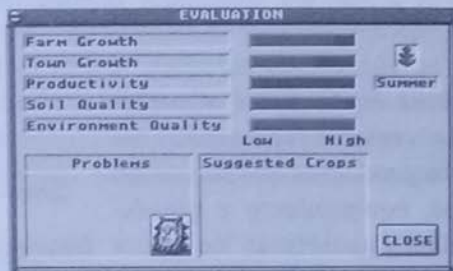 EVALUATION
Farm Growth
Town Growth
Productivity
Summer
Soil Quality
Environment Quality
Low High
Problems Suggested Crops
CLOSE